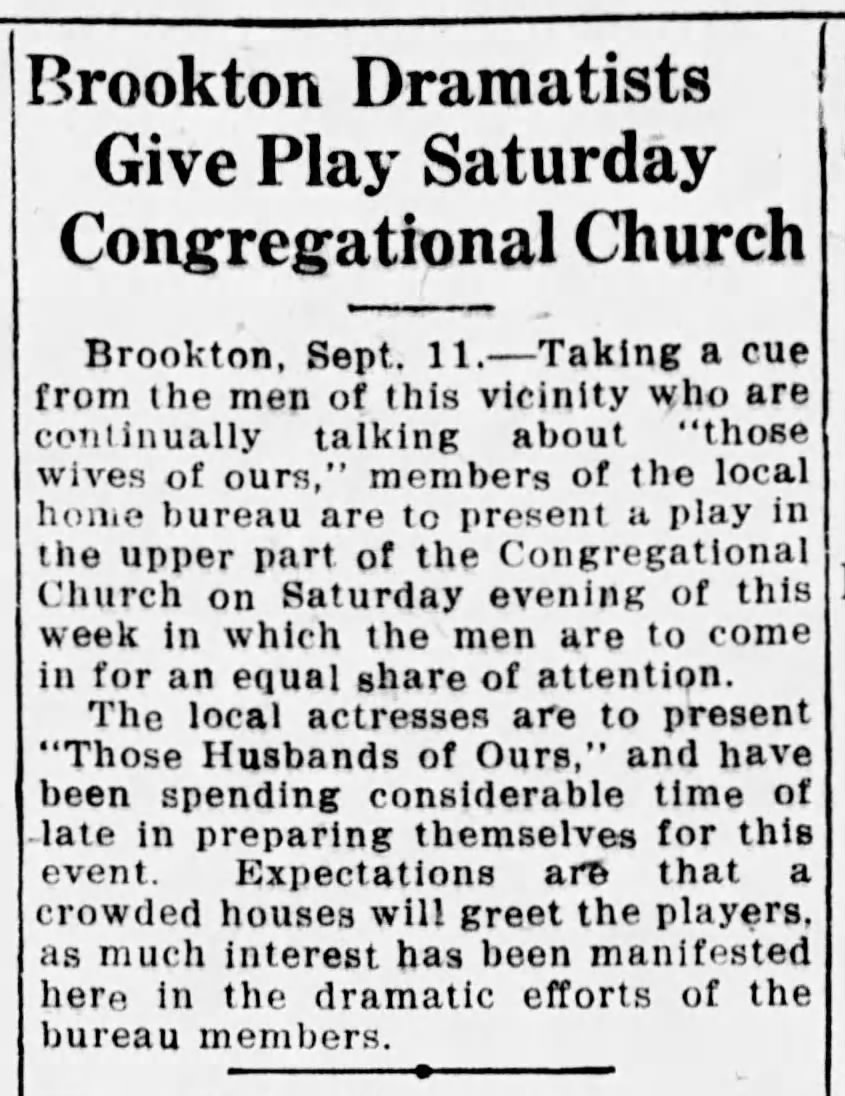 Brookton Dramatists
Give Play Saturday
Congregational Church
Brookton, Sept. 11.—Taking a cue
from the men of this vicinity who are
continually talking about "those
wives of ours," members of the local
home bureau are to present a play in
the upper part of the Congregational
Church on Saturday evening of this
week in which the men are to come
in for an equal share of attention.
The local actresses are to present
"Those Husbands of Ours," and have
been spending considerable time of
late in preparing themselves for this
event. Expectations are that a
crowded houses will greet the players,
as much interest has been manifested
here in the dramatic efforts of the
bureau members.